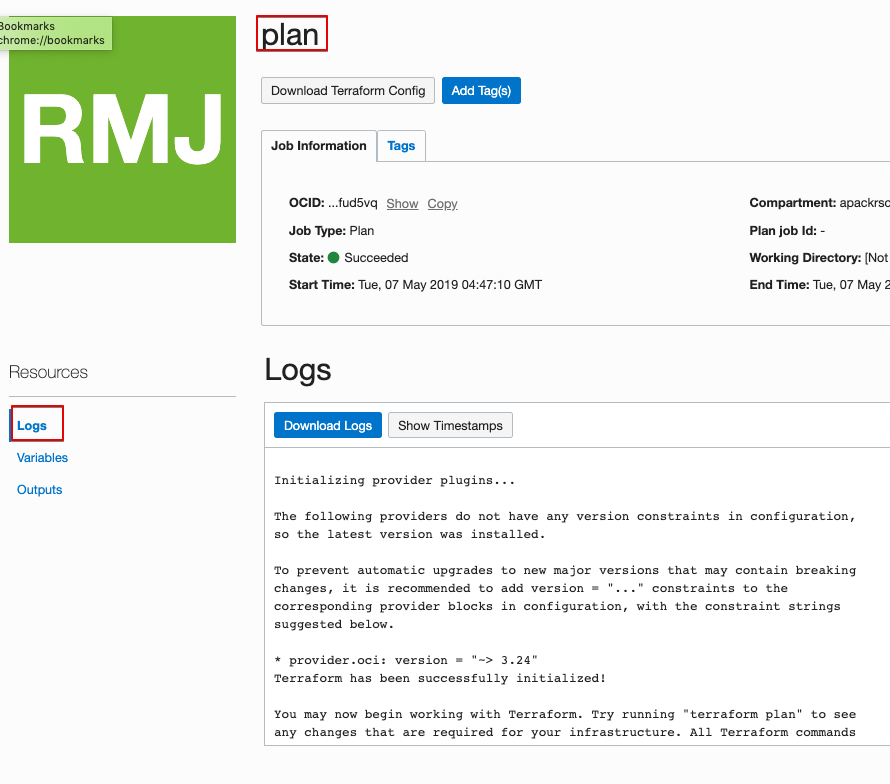 Bookmarks
chrome://bookmarks
RMJ
plan
Download Terraform Config Add Tag(s)
Job Information Tags
OCID: ...fud5vq Show Copy
Compartment:
Job Type: Plan
Plan job Id: -
State: Succeeded
Working Directory: [Not
Start Time: Tue, 07 May 2019 04:47:10 GMT
End Time: Tue, 07 May 2
Resources
Logs
Variables
Outputs
Logs
Download Logs Show Timestamps
Initializing provider plugins...
The following providers do not have any version constraints in configuration,
so the latest version was installed.
To prevent automatic upgrades to new major versions that may contain breaking
changes, it is recommended to add version = "..." constraints to the
corresponding provider blocks in configuration, with the constraint strings
suggested below.
* provider.oci: version = "~> 3.24"
Terraform has been successfully initialized!
You may now begin working with Terraform. Try running "terraform plan" to see
any changes that are required for your infrastructure. All Terraform commands